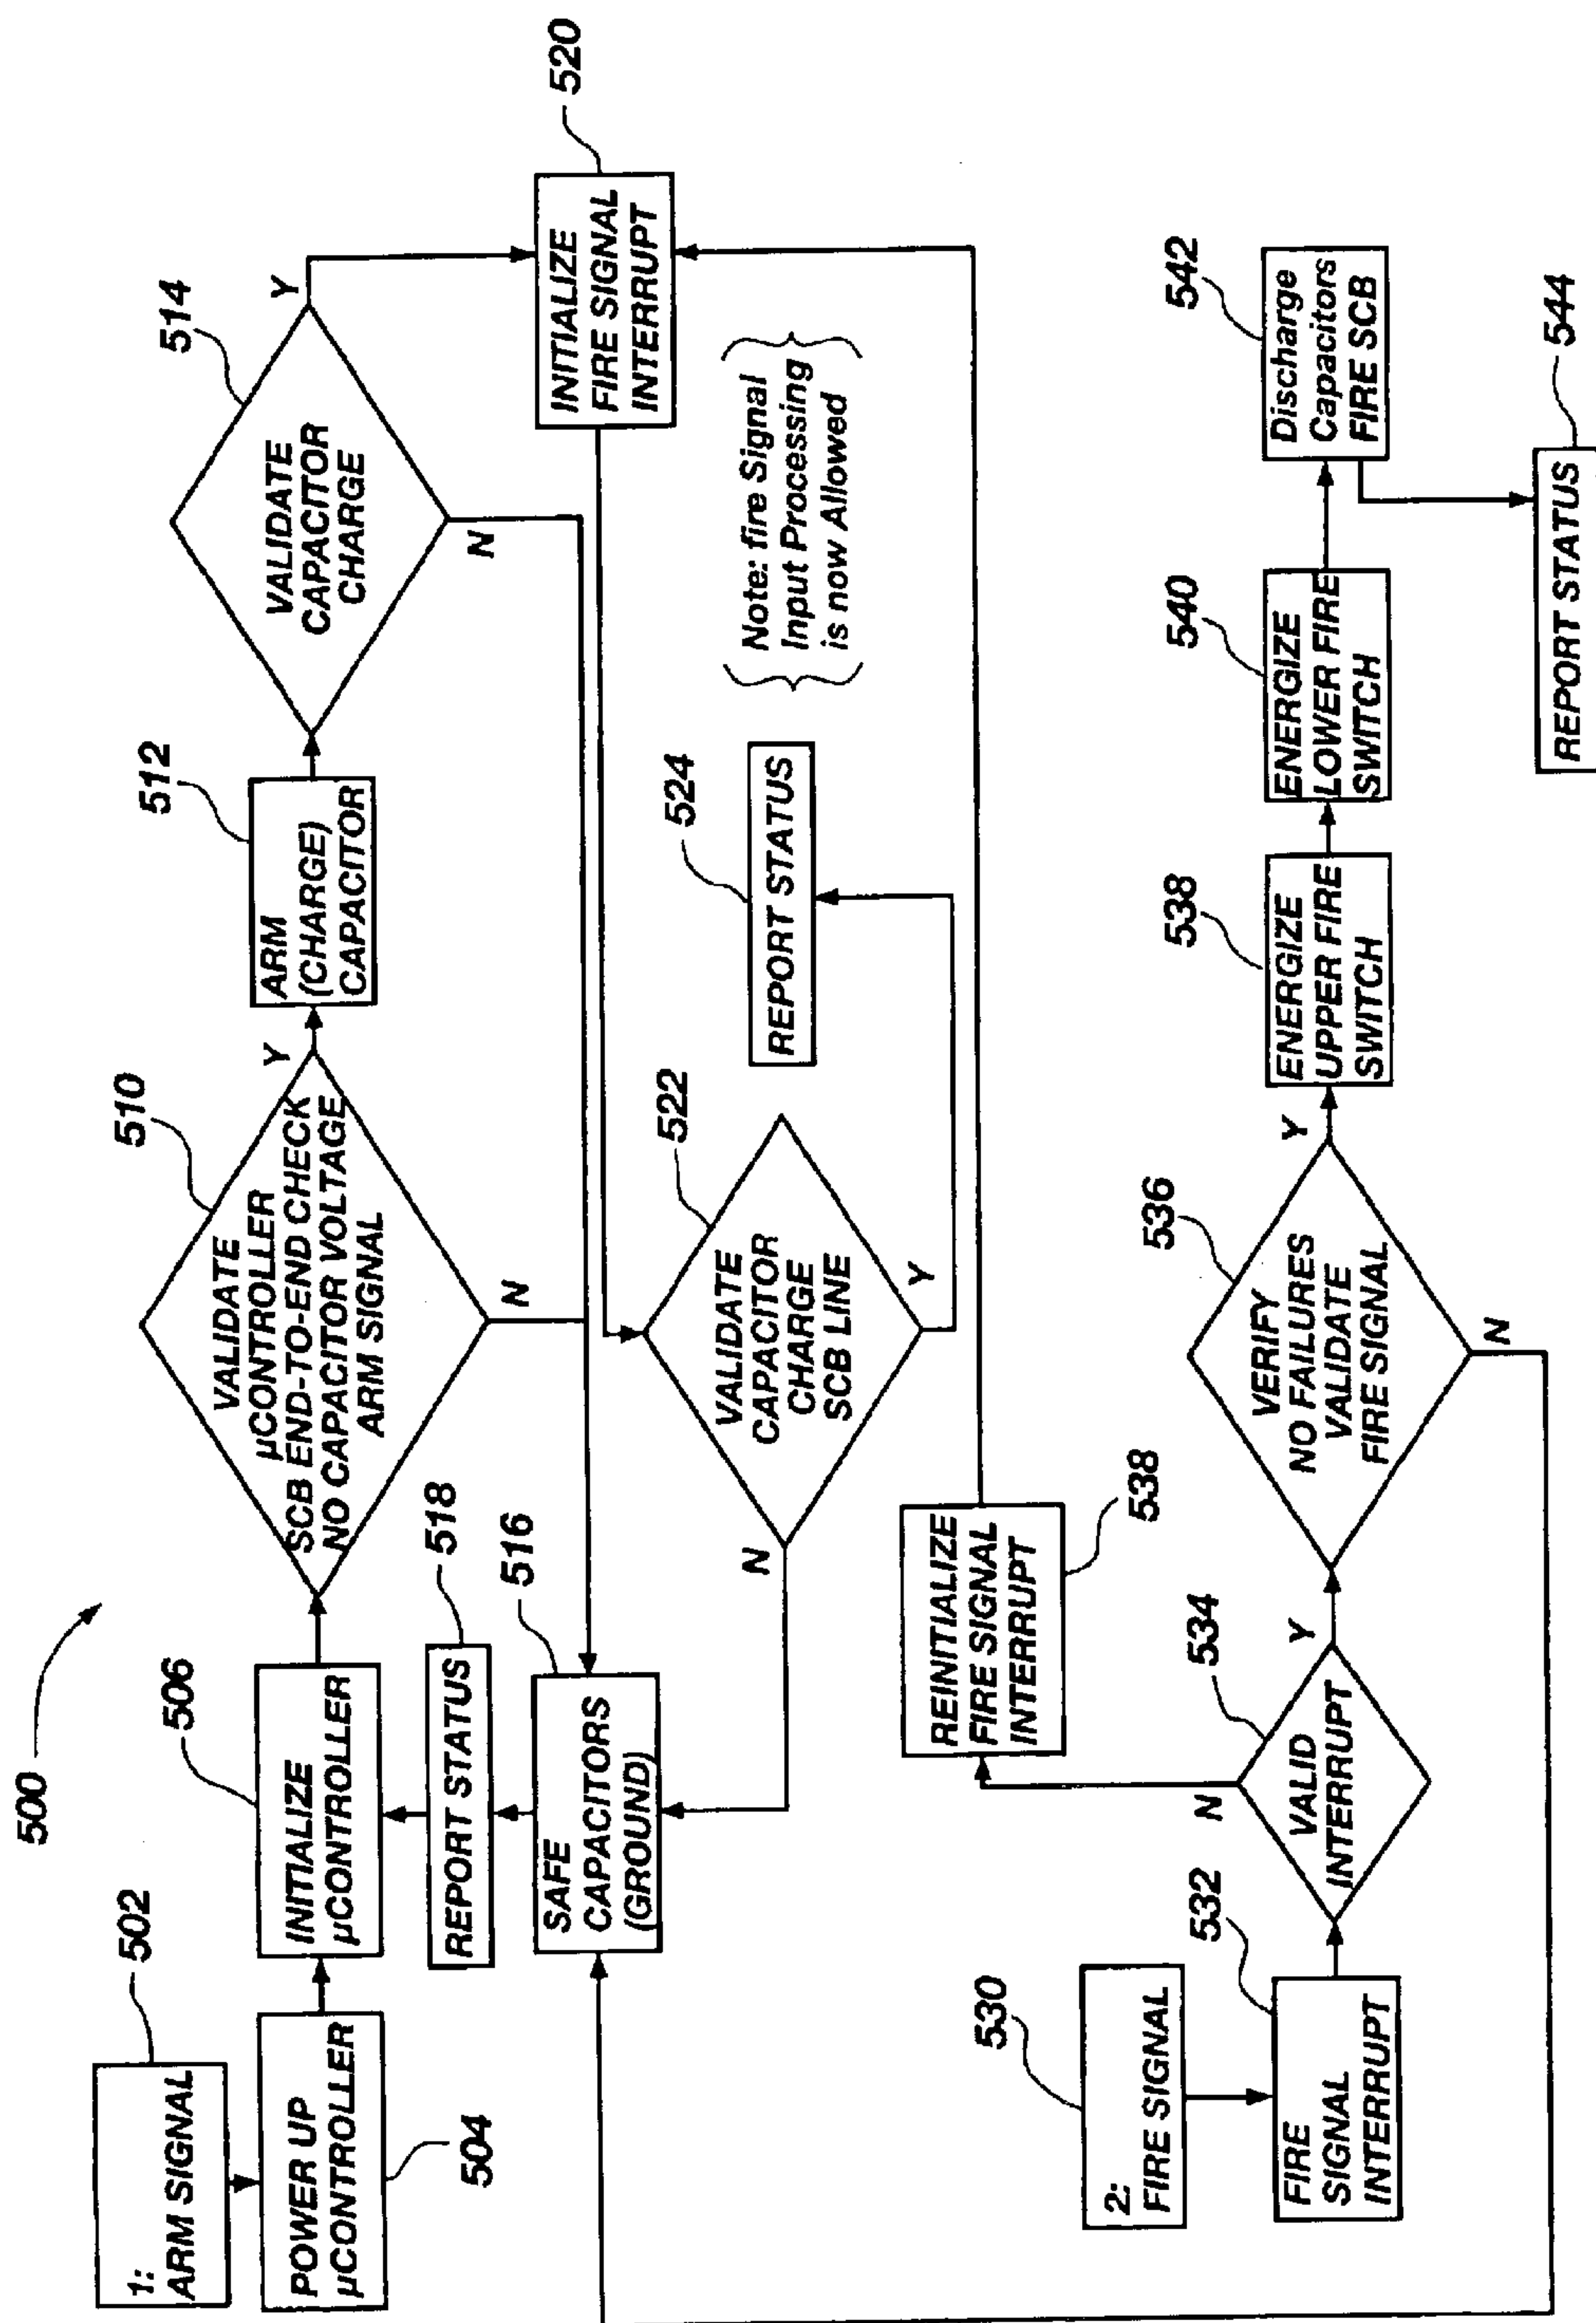 500
502
1:
ARM SIGNAL
POWER UP
µCONTROLLER
504
506
INITIALIZE
µCONTROLLER
510
VALIDATE
µCONTROLLER
SCB END-TO-END CHECK
NO CAPACITOR VOLTAGE
ARM SIGNAL
Y
N
512
ARM
(CHARGE)
CAPACITOR
514
VALIDATE
CAPACITOR
CHARGE
Y
N
518
REPORT STATUS
516
SAFE
CAPACITORS
(GROUND)
520
INITIALIZE
FIRE SIGNAL
INTERRUPT
522
VALIDATE
CAPACITOR
CHARGE
SCB LINE
N
Y
524
REPORT STATUS
Note: fire Signal
Input Processing
is now Allowed
REINITIALIZE
FIRE SIGNAL
INTERRUPT
538
530
2:
FIRE SIGNAL
532
FIRE
SIGNAL
INTERRUPT
534
VALID
INTERRUPT
N
Y
536
VERIFY
NO FAILURES
VALIDATE
FIRE SIGNAL
Y
N
538
ENERGIZE
UPPER FIRE
SWITCH
540
ENERGIZE
LOWER FIRE
SWITCH
542
Discharge
Capacitors
FIRE SCB
544
REPORT STATUS